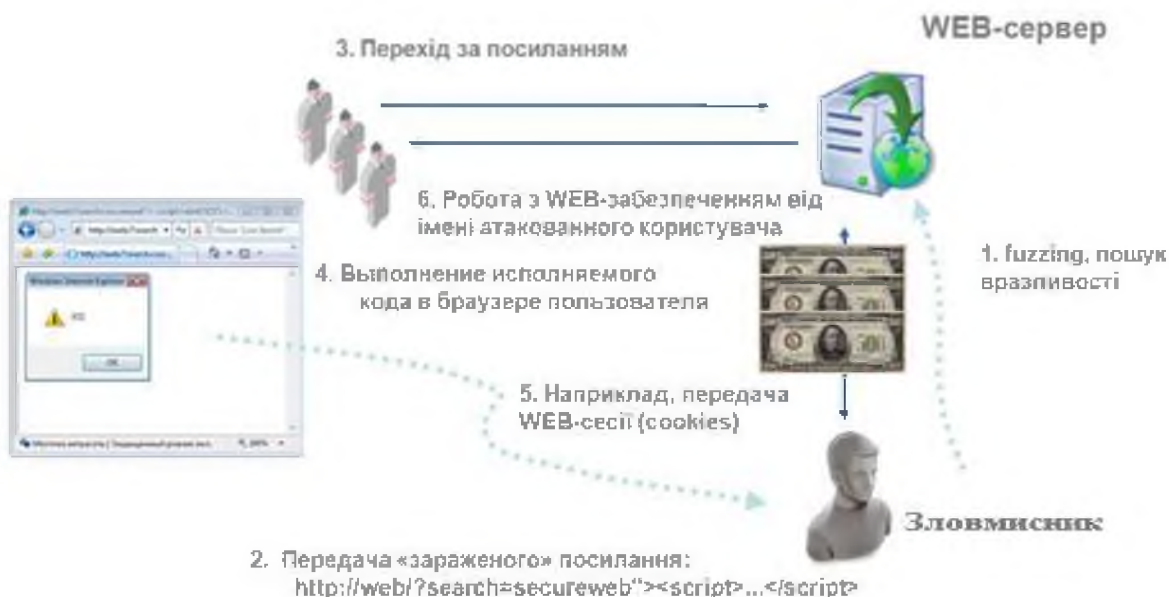 WEB-сервер
3. Перехід за посиланням
6. Робота з WEB-забезпеченням від
імені атакованного користувача
1. fuzzing, пошук
вразливості
4. Выполнение исполняемого
кода в браузере пользователя
5. Наприклад, передача
WEB-сесії (cookies)
Зловмисник
2. Передача «зараженого» посилання:
http://web/?search=secureweb"><script>...</script>
OK